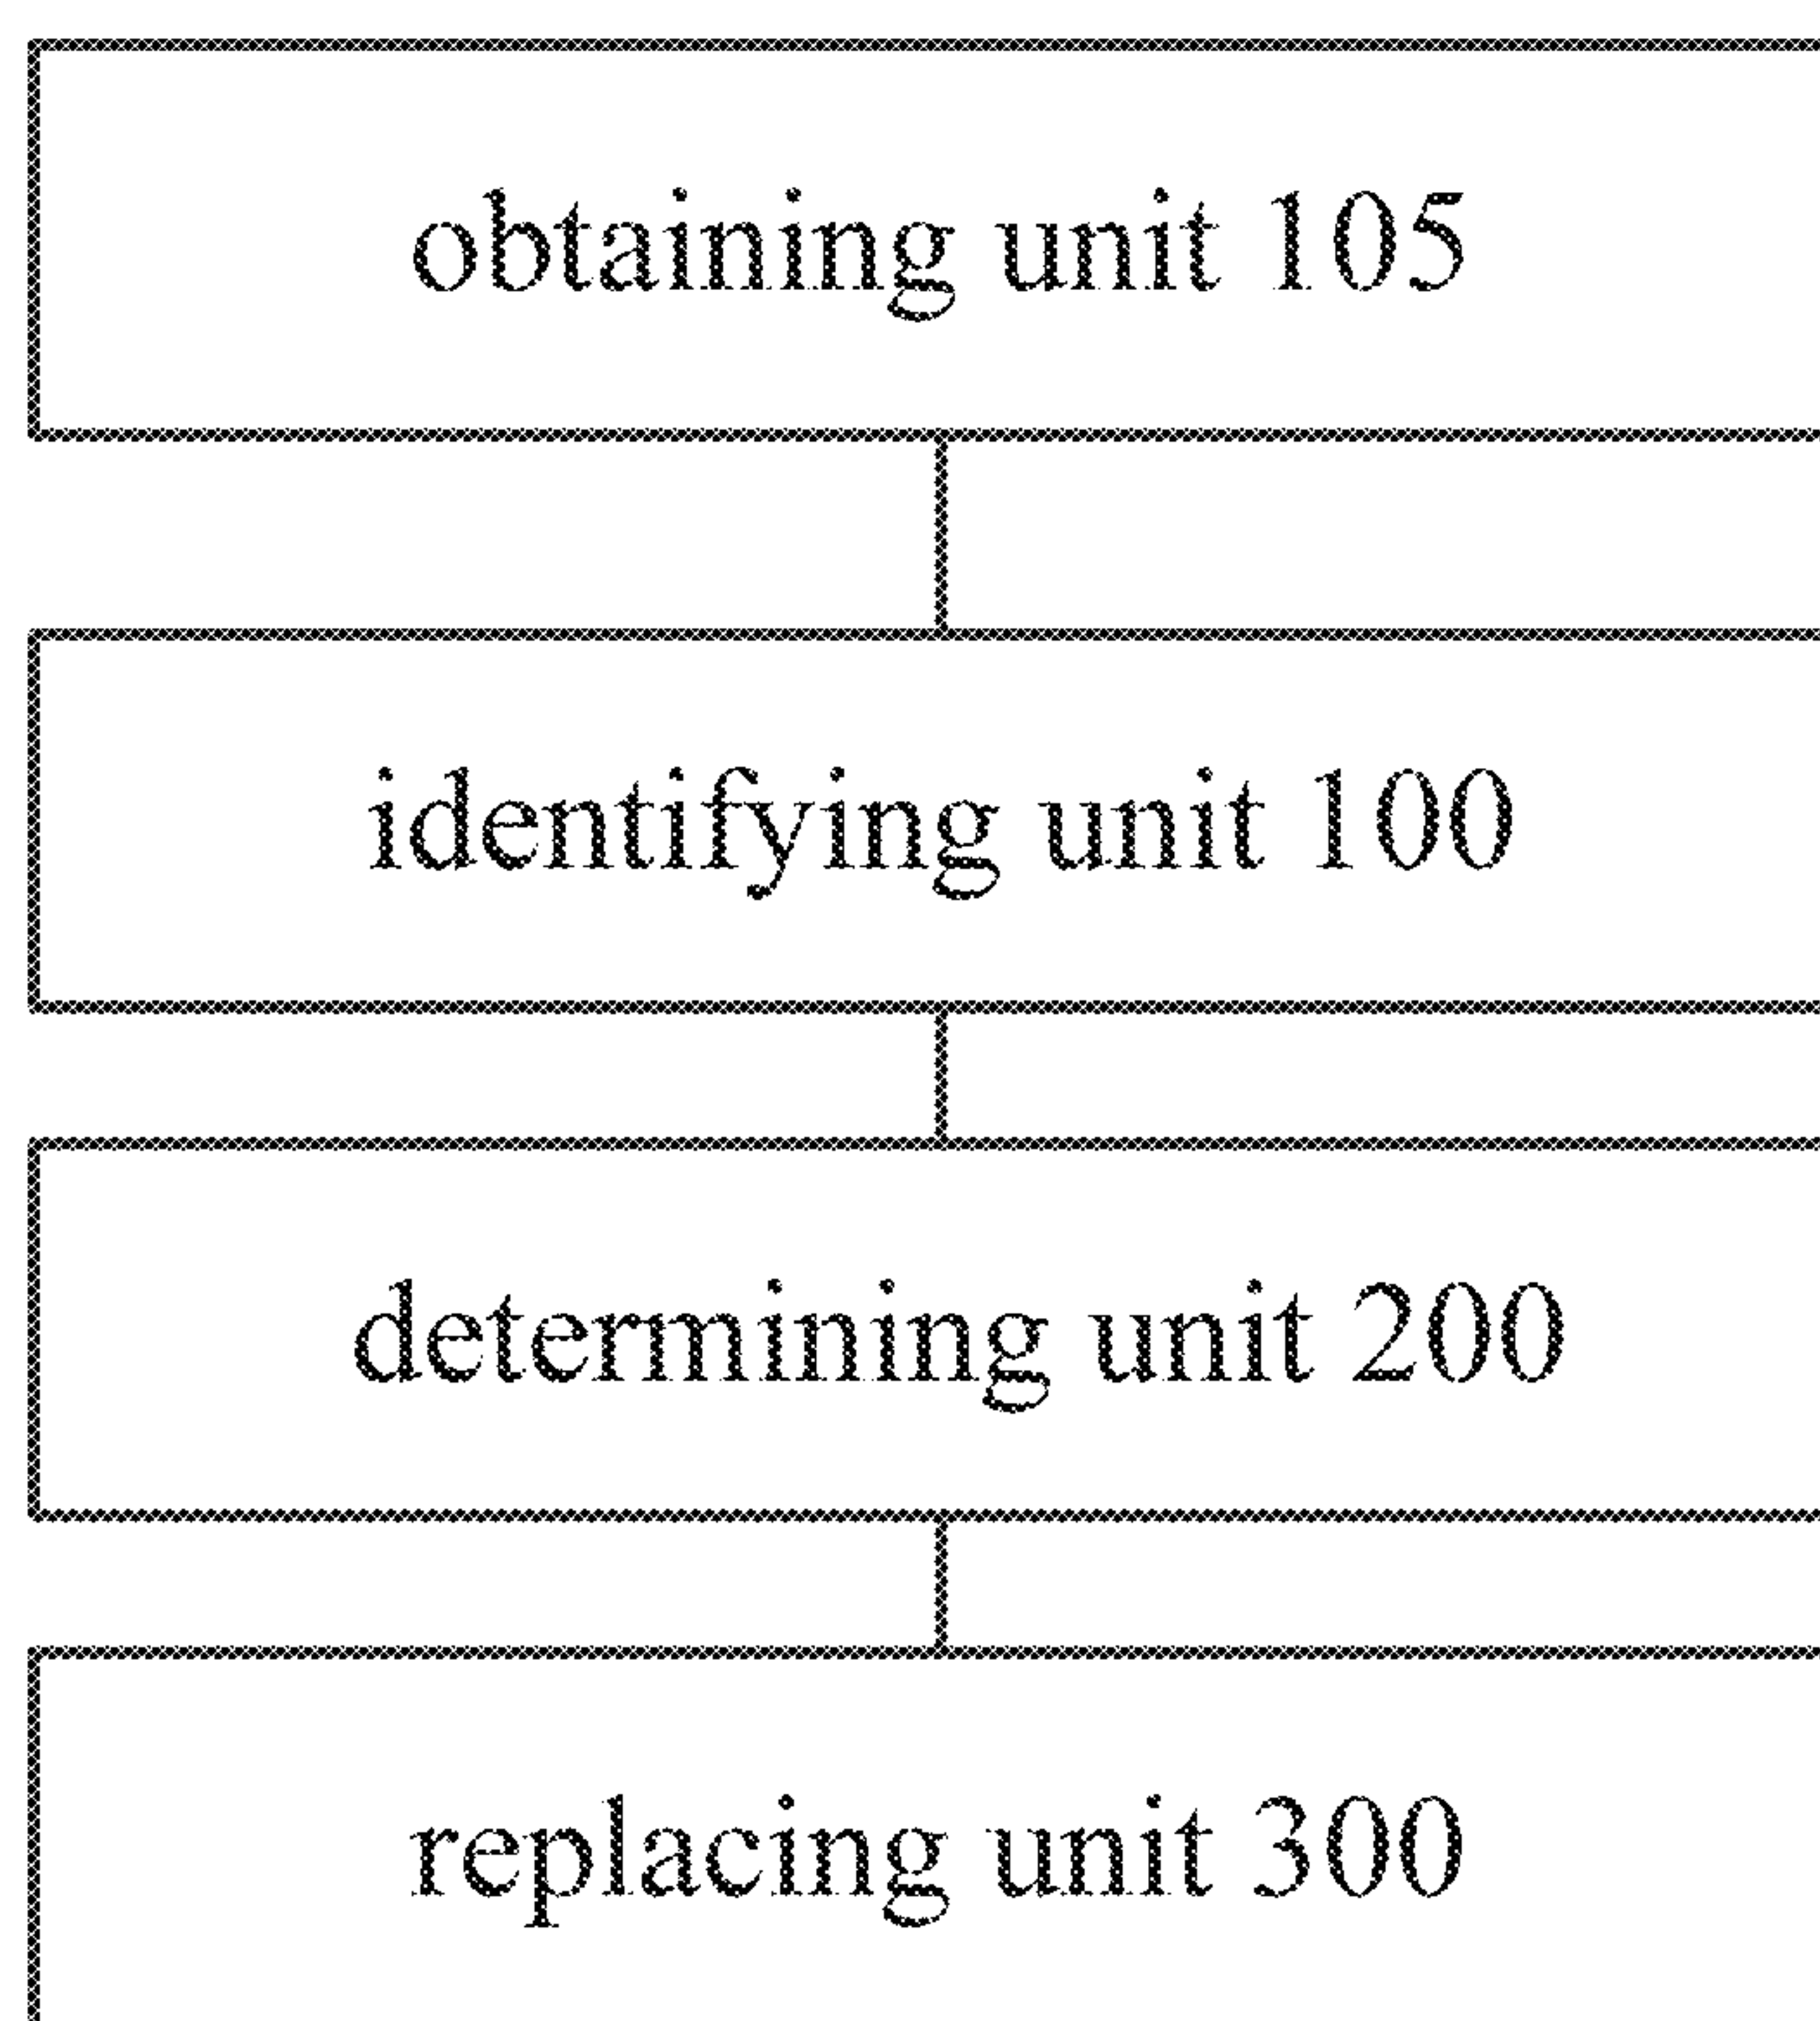 obtaining unit 105
identifying unit 100
determining unit 200
replacing unit 300